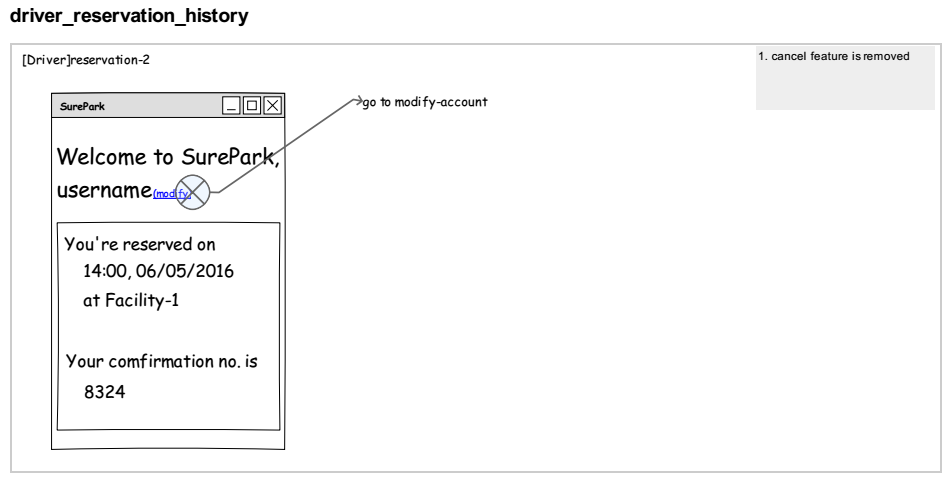 driver_reservation_history
[Driver]reservation-2
1. cancel feature is removed
SurePark
go to modify-account
Welcome to SurePark,
username(modify)
You're reserved on
14:00, 06/05/2016
at Facility-1
Your comfirmation no. is
8324